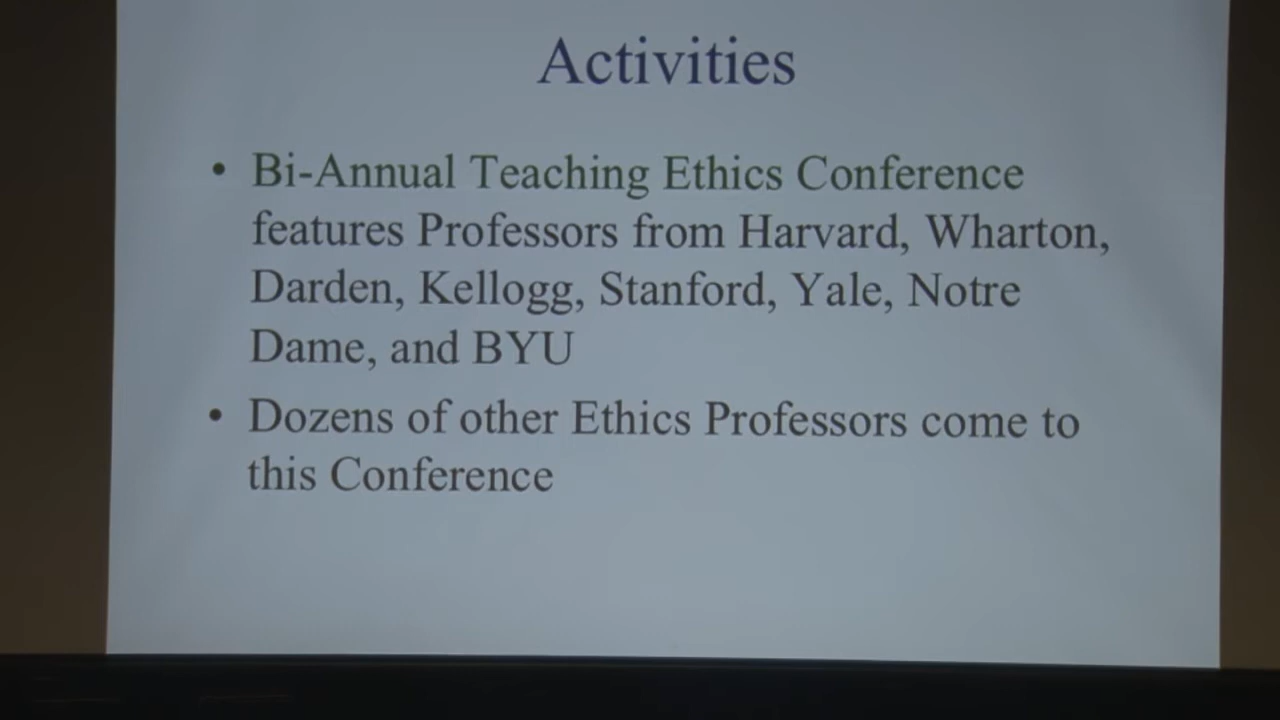 Activities
• Bi-Annual Teaching Ethics Conference
features Professors from Harvard, Wharton,
Darden, Kellogg, Stanford, Yale, Notre
Dame, and BYU
• Dozens of other Ethics Professors come to
this Conference